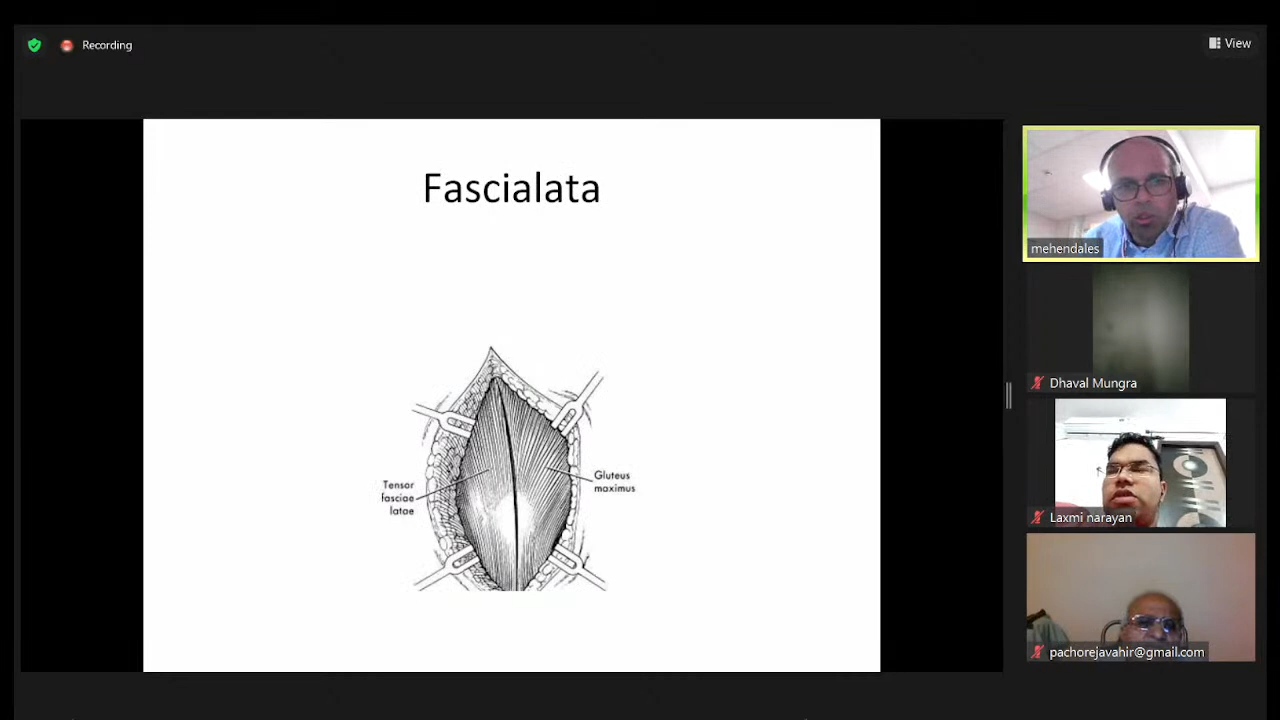 Recording
View
Fascialata
Tensor
fasciae
latae
Gluteus
maximus
mehendales
Dhaval Mungra
Laxmi narayan
pachorejavahir@gmail.com